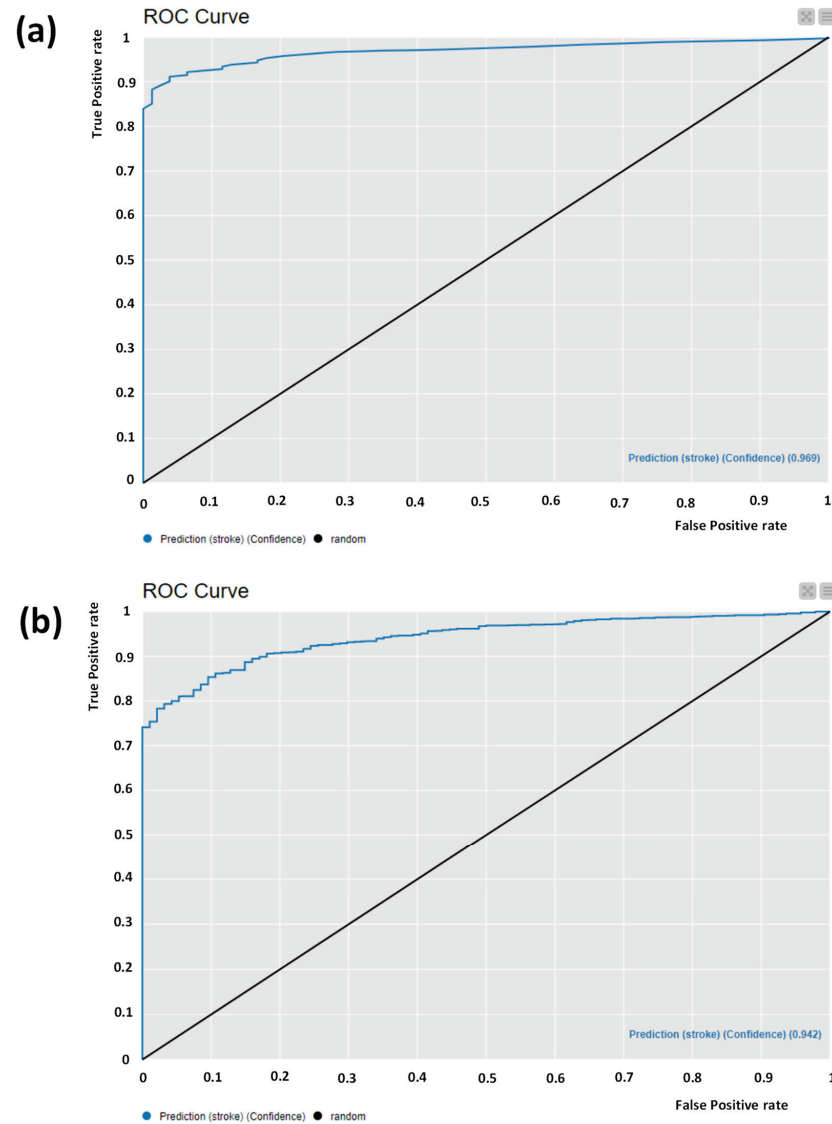 (a)
ROC Curve
True Positive rate
1
0.9
0.8
0.7
0.6
0.5
0.4
0.3
0.2
0.1
0
Prediction (stroke) (Confidence) (0.969)
0 0.1 0.2 0.3 0.4 0.5 0.6 0.7 0.8 0.9 1
False Positive rate
Prediction (stroke) (Confidence) random
(b)
ROC Curve
True Positive rate
1
0.9
0.8
0.7
0.6
0.5
0.4
0.3
0.2
0.1
0
Prediction (stroke) (Confidence) (0.942)
0 0.1 0.2 0.3 0.4 0.5 0.6 0.7 0.8 0.9 1
False Positive rate
Prediction (stroke) (Confidence) random